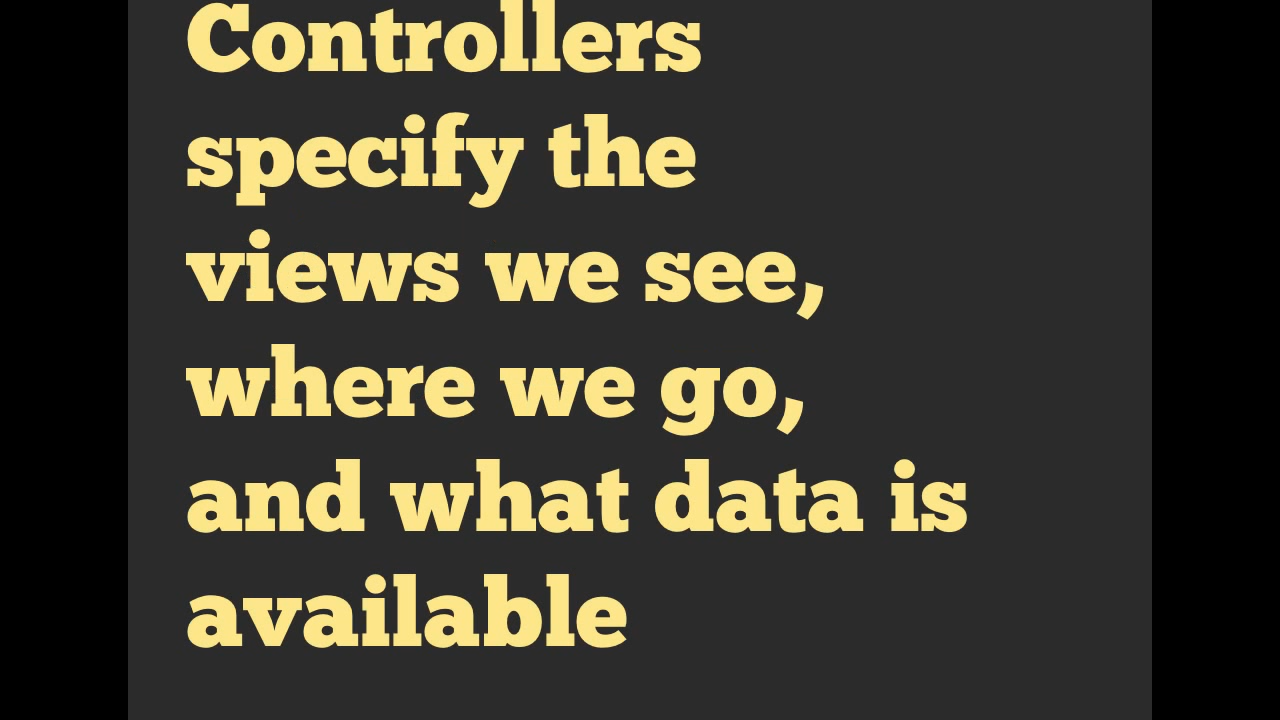 Controllers
specify the
views we see,
where we go,
and what data is
available